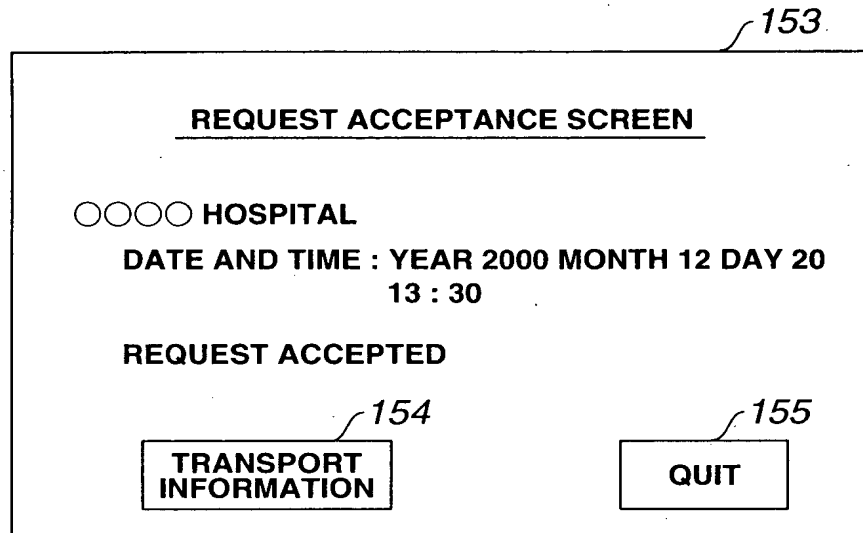 153
REQUEST ACCEPTANCE SCREEN
○○○○ HOSPITAL
DATE AND TIME : YEAR 2000 MONTH 12 DAY 20
13 : 30
REQUEST ACCEPTED
154
155
TRANSPORT
INFORMATION
QUIT